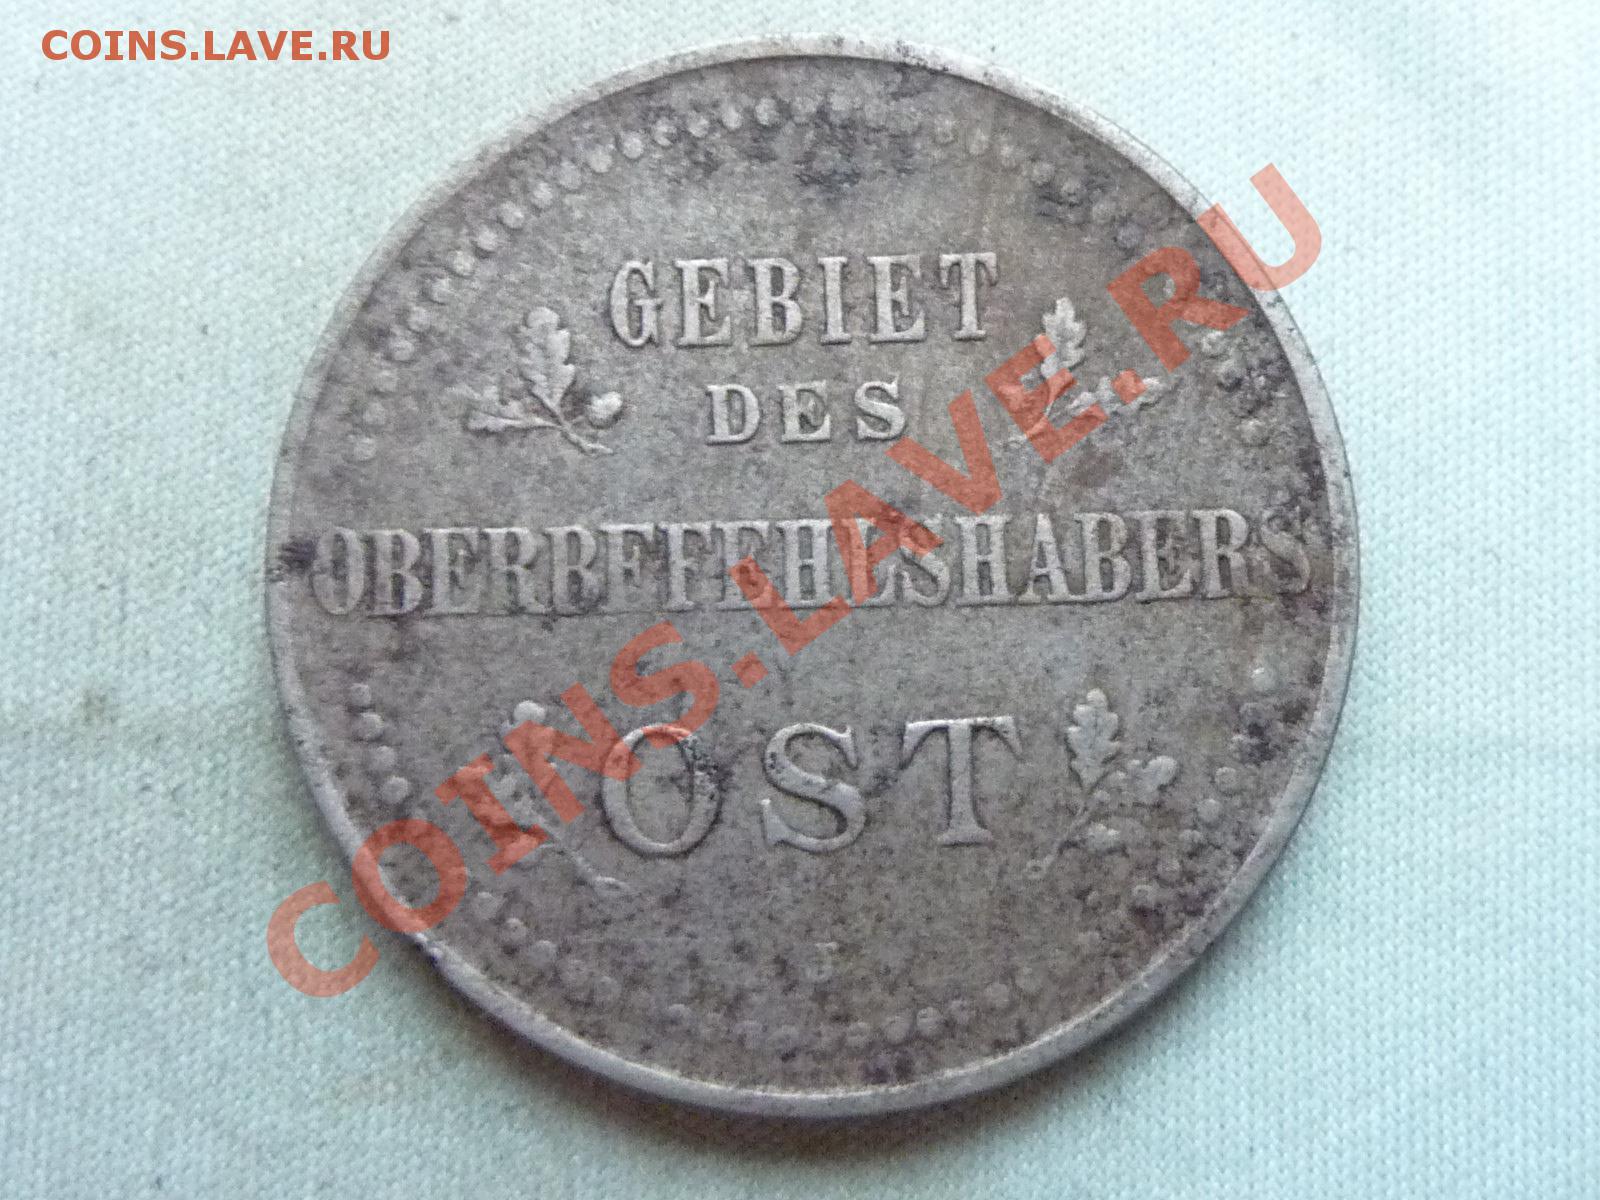 COINS.LAVE.RU
GEBIET
DES
OBERBEFEHLSHABERS
OST
J
COINS.LAVE.RU